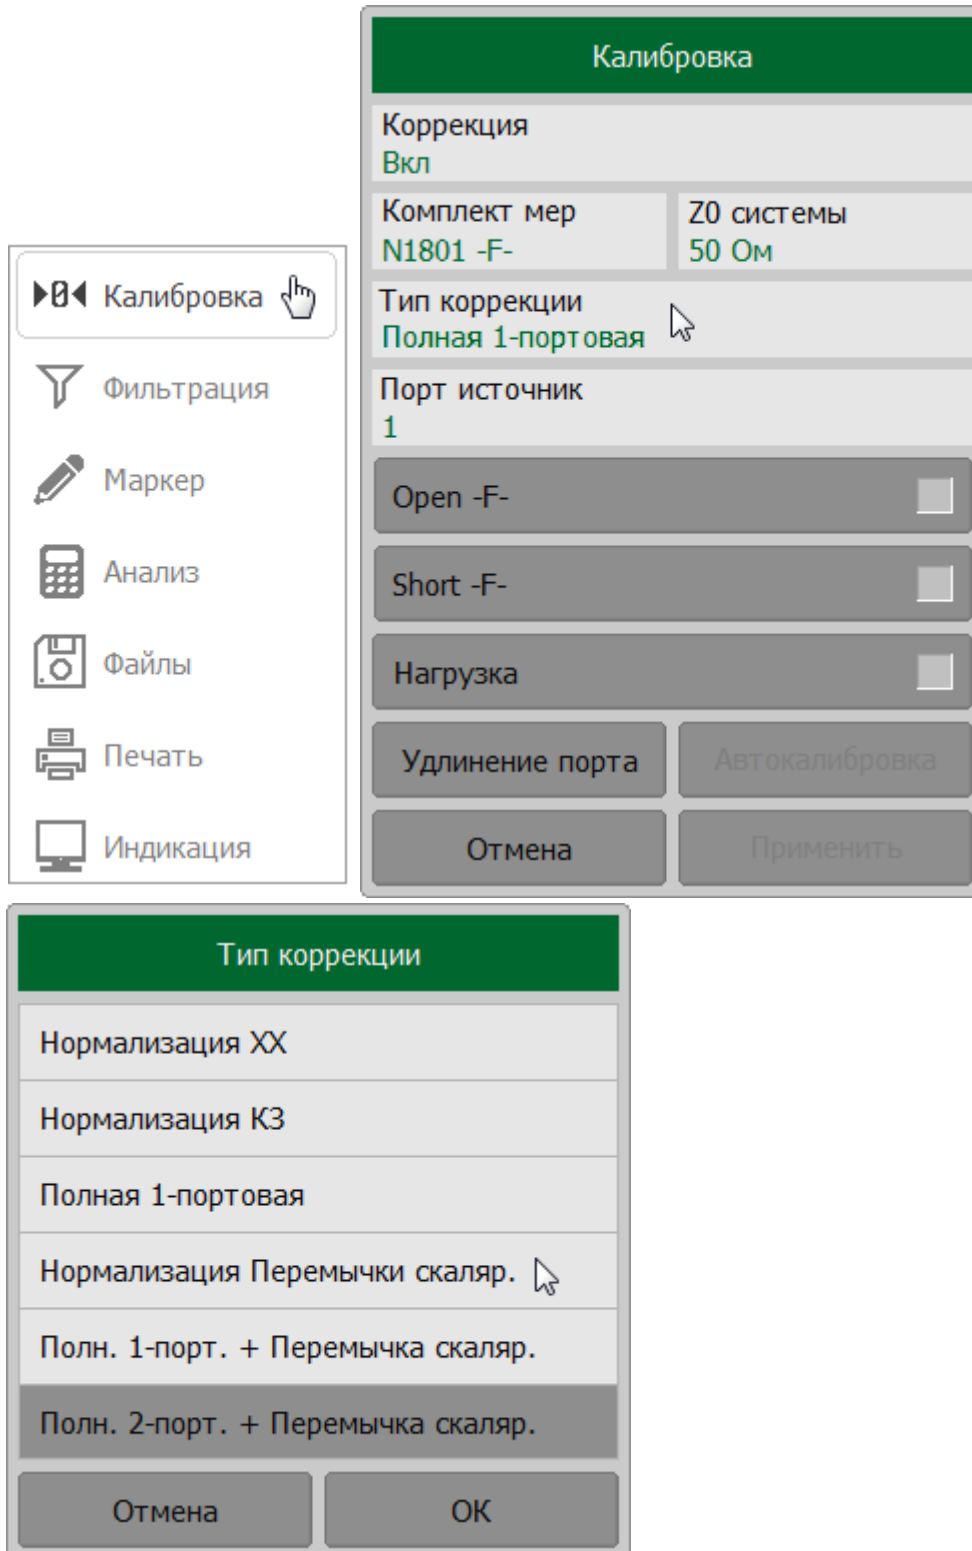 Калибровка
Фильтрация
Маркер
Анализ
Файлы
Печать
Индикация
Калибровка
Коррекция
Вкл
Комплект мер
N1801 -F-
Z0 системы
50 Ом
Тип коррекции
Полная 1-портовая
Порт источник
1
Open -F-
Short -F-
Нагрузка
Удлинение порта
Автокалибровка
Отмена
Применить
Тип коррекции
Нормализация ХХ
Нормализация КЗ
Полная 1-портовая
Нормализация Перемычки скаляр.
Полн. 1-порт. + Перемычка скаляр.
Полн. 2-порт. + Перемычка скаляр.
Отмена
ОК